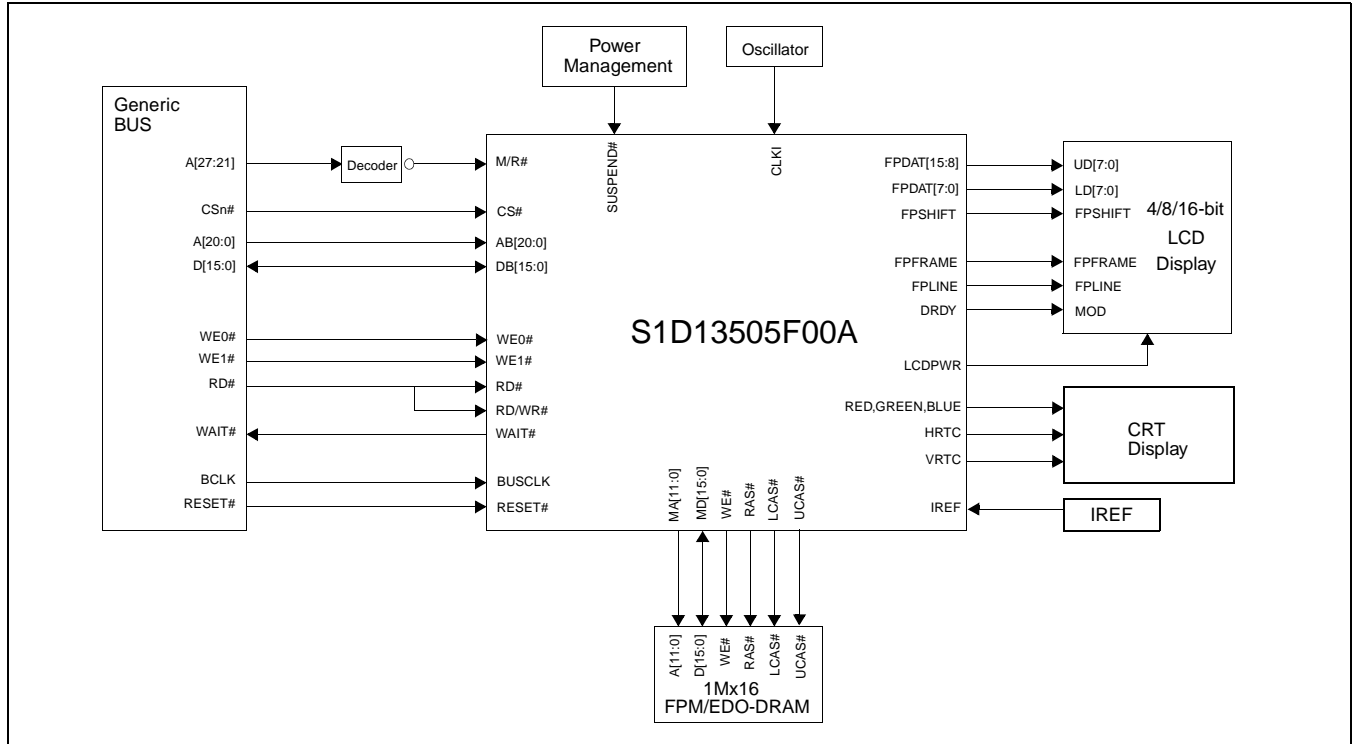 Power
Management
Oscillator
Generic
BUS
A[27:21]
CSn#
A[20:0]
D[15:0]
WE0#
WE1#
RD#
WAIT#
BCLK
RESET#
Decoder
M/R#
CS#
AB[20:0]
DB[15:0]
WE0#
WE1#
RD#
RD/WR#
WAIT#
BUSCLK
RESET#
SUSPEND#
CLKI
S1D13505F00A
FPDAT[15:8]
FPDAT[7:0]
FPSHIFT
FPFRAME
FPLINE
DRDY
LCDPWR
RED,GREEN,BLUE
HRTC
VRTC
IREF
UD[7:0]
LD[7:0]
FPSHIFT
FPFRAME
FPLINE
MOD
4/8/16-bit
LCD
Display
CRT
Display
IREF
MA[11:0]
MD[15:0]
WE#
RAS#
LCAS#
UCAS#
A[11:0]
D[15:0]
WE#
RAS#
LCAS#
UCAS#
1Mx16
FPM/EDO-DRAM